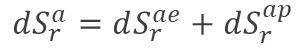 dS_r^a = dS_r^{ae} + dS_r^{ap}